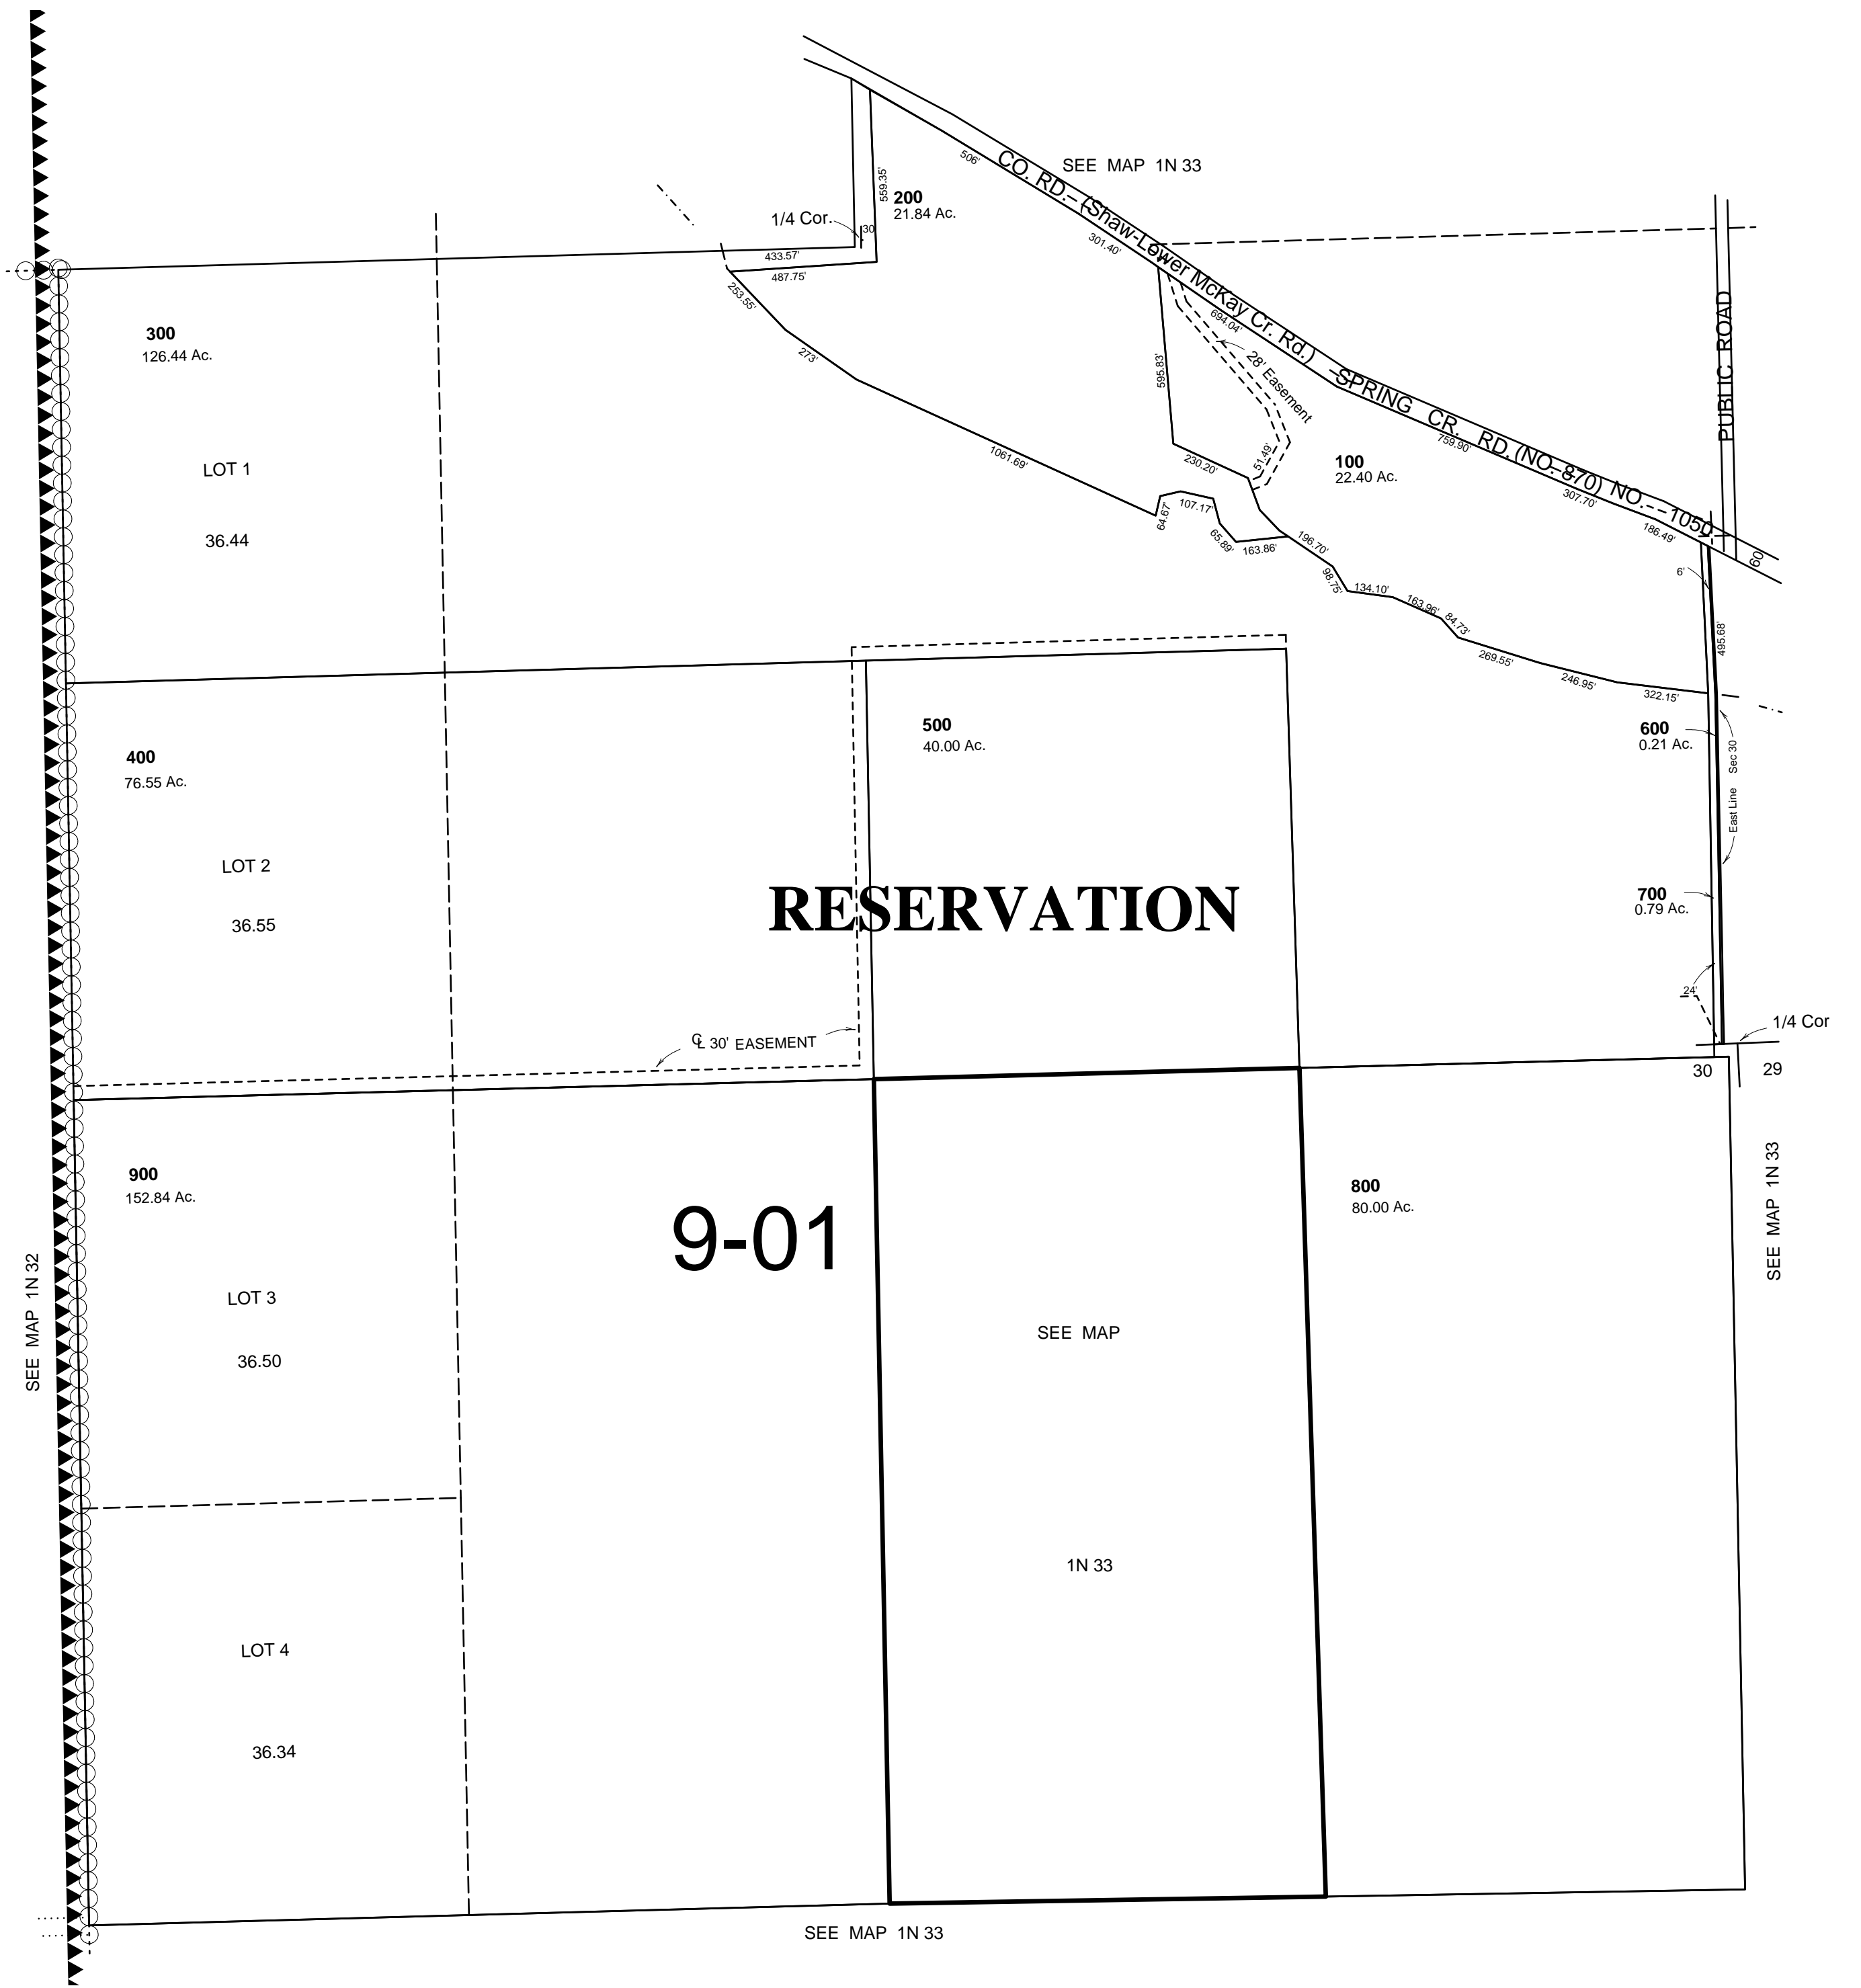 SEE MAP 1N 33
CO. RD. (Shaw-Lower McKay Cr. Rd.) SPRING CR. RD. (NO. 870) NO. 1050
60
PUBLIC ROAD
506'
301.40'
694.04'
759.90'
307.70'
186.49'
559.35'
200
21.84 Ac.
1/4 Cor.
30
433.57'
487.75'
253.55'
273'
1061.69'
595.83'
28' Easement
230.20'
51.49'
64.67'
107.17'
65.89'
163.86'
196.70'
98.75'
134.10'
163.96'
84.73'
269.55'
246.95'
322.15'
100
22.40 Ac.
6'
495.68'
300
126.44 Ac.
LOT 1
36.44
400
76.55 Ac.
LOT 2
36.55
500
40.00 Ac.
600
0.21 Ac.
East Line Sec 30
700
0.79 Ac.
24'
RESERVATION
CL 30' EASEMENT
1/4 Cor
30
29
900
152.84 Ac.
LOT 3
36.50
9-01
800
80.00 Ac.
SEE MAP
1N 33
SEE MAP 1N 33
SEE MAP 1N 32
LOT 4
36.34
SEE MAP 1N 33